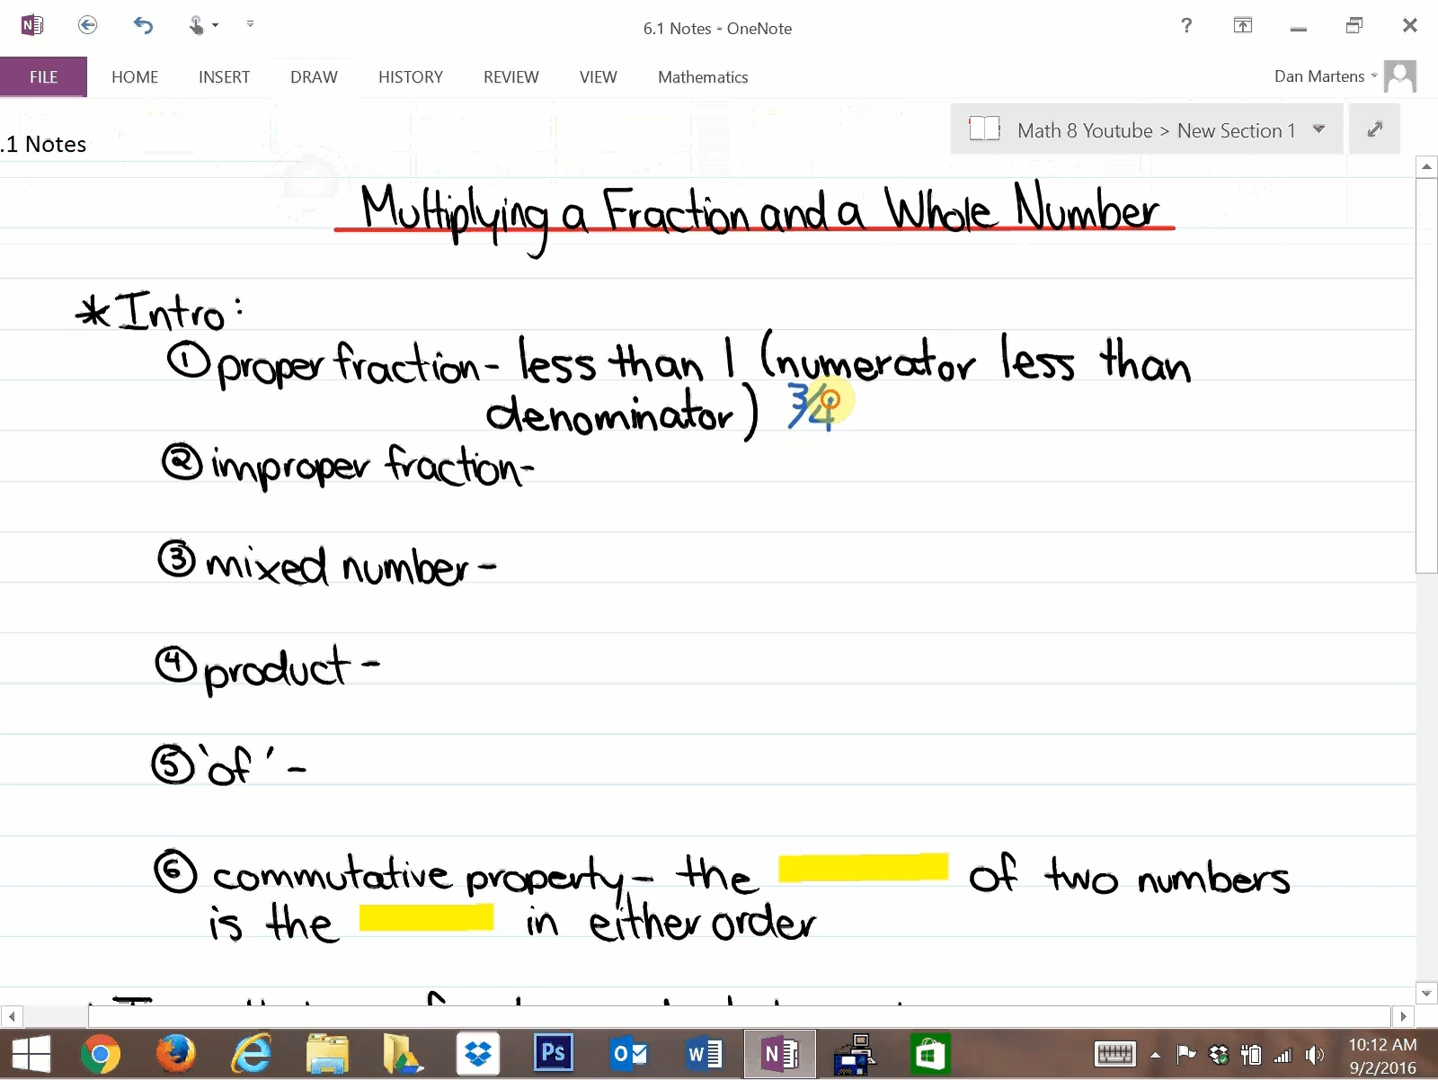 6.1 Notes - OneNote
?
FILE
HOME
INSERT
DRAW
HISTORY
REVIEW
VIEW
Mathematics
Dan Martens
Math 8 Youtube > New Section 1
.1 Notes
Multiplying a Fraction and a Whole Number
* Intro:
① proper fraction - less than 1 (numerator less than
denominator) 3/4
② improper fraction -
③ mixed number -
④ product -
⑤ 'of' -
⑥ commutative property - the
of two numbers
is the
in either order
Ps
10:12 AM
9/2/2016